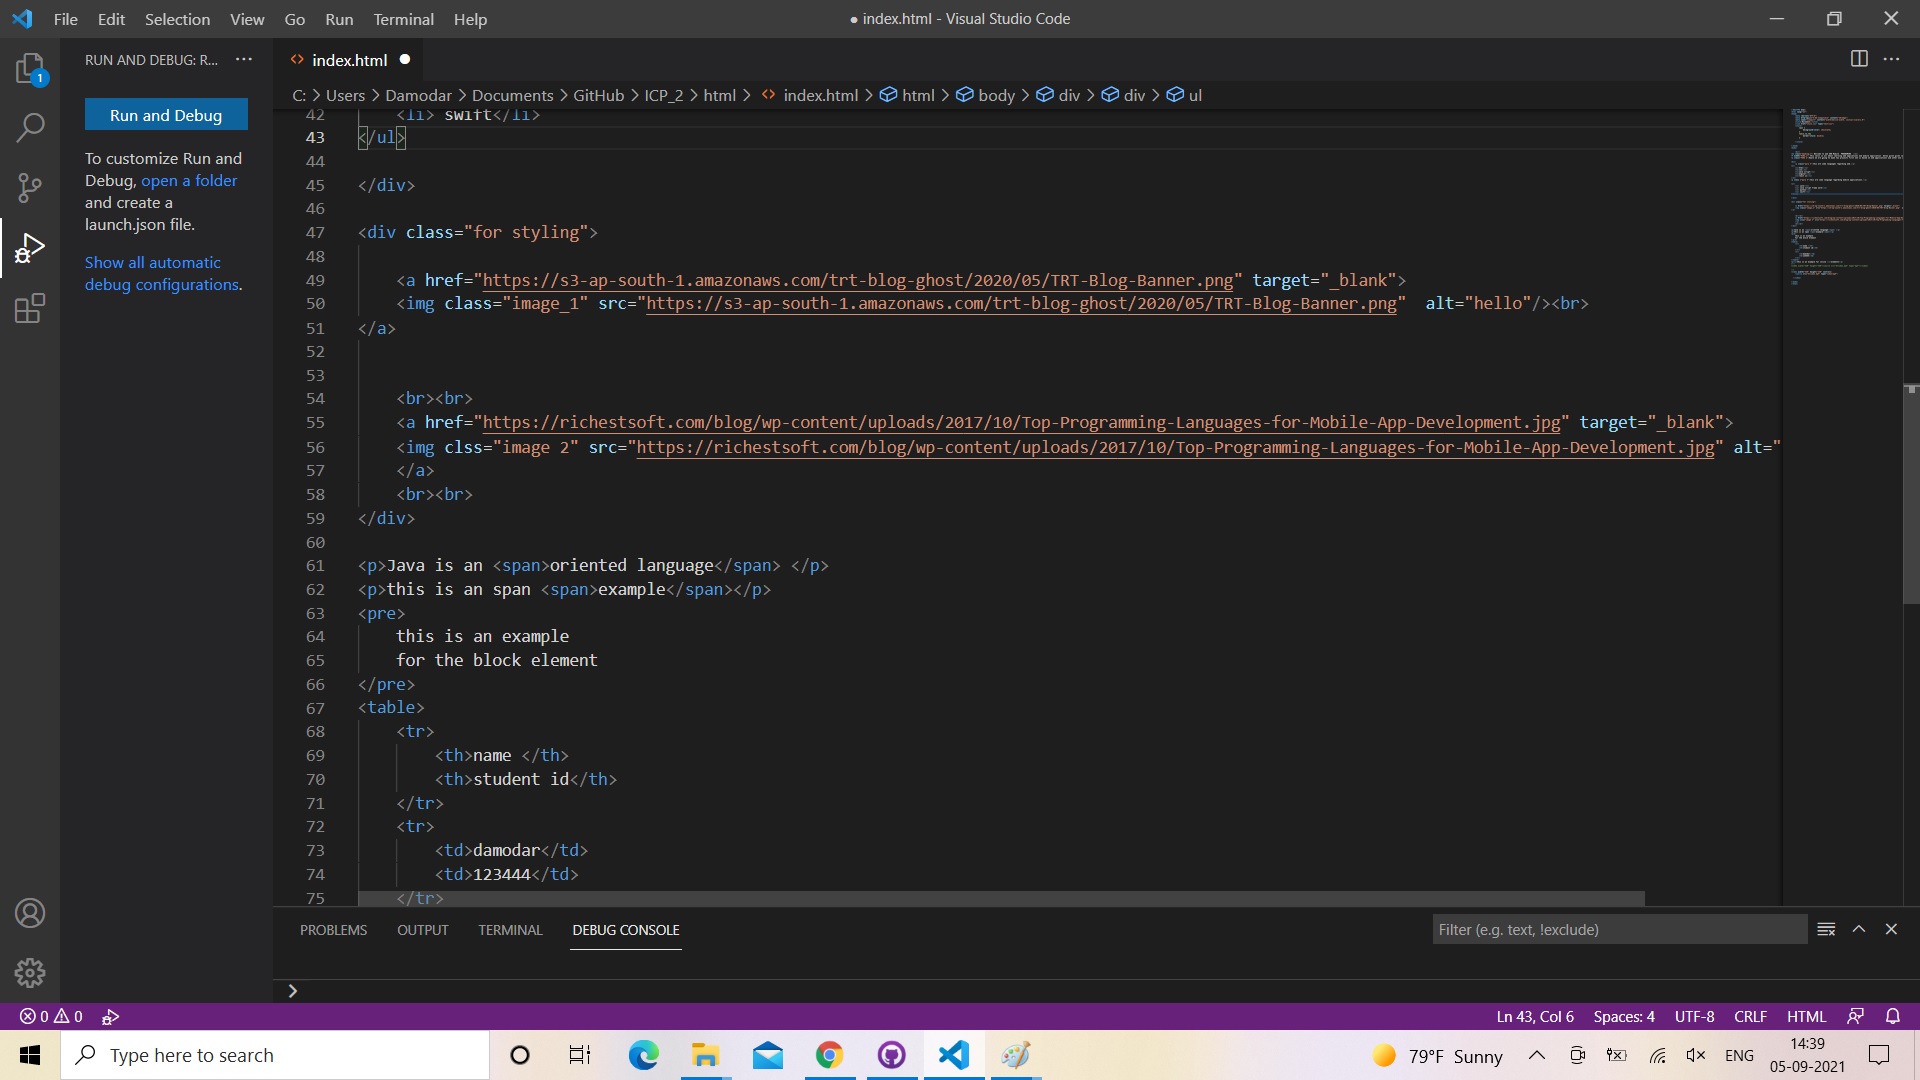 File Edit Selection View Go Run Terminal Help
● index.html - Visual Studio Code
1
RUN AND DEBUG: R... ···
Run and Debug
To customize Run and
Debug, open a folder
and create a
launch.json file.
Show all automatic
debug configurations.
<> index.html ●
C: > Users > Damodar > Documents > GitHub > ICP_2 > html > <> index.html > html > body > div > div > ul
42 <li> swift</li>
43 </ul>
44
45 </div>
46
47 <div class="for styling">
48
49 <a href="https://s3-ap-south-1.amazonaws.com/trt-blog-ghost/2020/05/TRT-Blog-Banner.png" target="_blank">
50 <img class="image_1" src="https://s3-ap-south-1.amazonaws.com/trt-blog-ghost/2020/05/TRT-Blog-Banner.png"  alt="hello"/><br>
51 </a>
52
53
54 <br><br>
55 <a href="https://richestsoft.com/blog/wp-content/uploads/2017/10/Top-Programming-Languages-for-Mobile-App-Development.jpg" target="_blank">
56 <img clss="image 2" src="https://richestsoft.com/blog/wp-content/uploads/2017/10/Top-Programming-Languages-for-Mobile-App-Development.jpg" alt="
57 </a>
58 <br><br>
59 </div>
60
61 <p>Java is an <span>oriented language</span> </p>
62 <p>this is an span <span>example</span></p>
63 <pre>
64 this is an example
65 for the block element
66 </pre>
67 <table>
68 <tr>
69 <th>name </th>
70 <th>student id</th>
71 </tr>
72 <tr>
73 <td>damodar</td>
74 <td>123444</td>
75 </tr>
PROBLEMS OUTPUT TERMINAL DEBUG CONSOLE
Filter (e.g. text, !exclude)
>
0 0
Ln 43, Col 6 Spaces: 4 UTF-8 CRLF HTML
Type here to search
79°F Sunny
ENG
14:39
05-09-2021